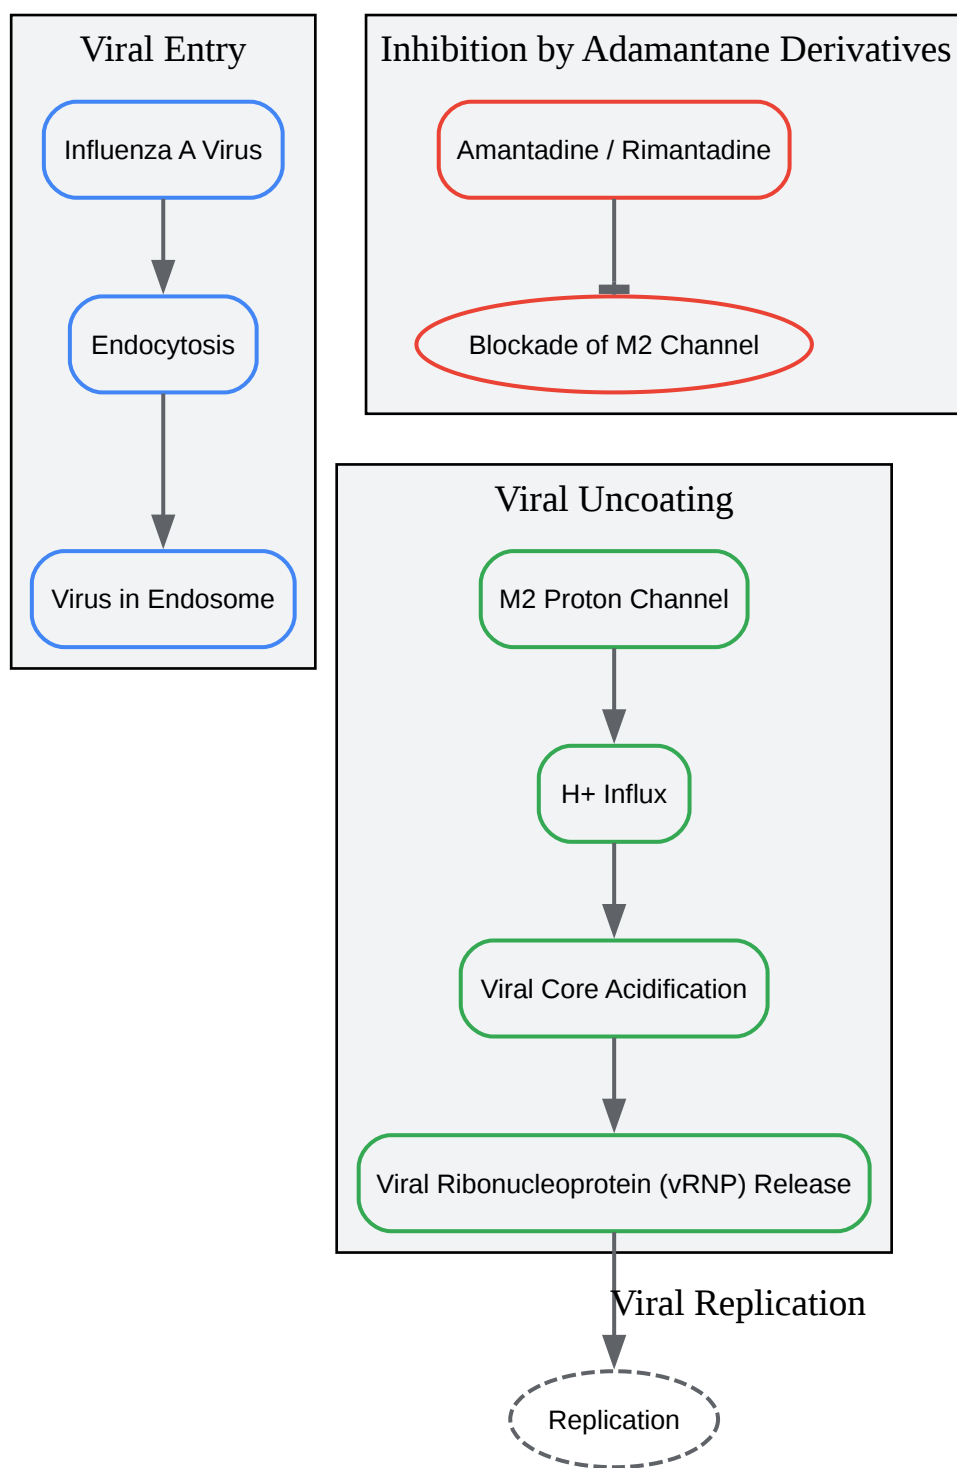 Viral Entry
Influenza A Virus
Endocytosis
Virus in Endosome
Inhibition by Adamantane Derivatives
Amantadine / Rimantadine
Blockade of M2 Channel
Viral Uncoating
M2 Proton Channel
H+ Influx
Viral Core Acidification
Viral Ribonucleoprotein (vRNP) Release
Viral Replication
Replication